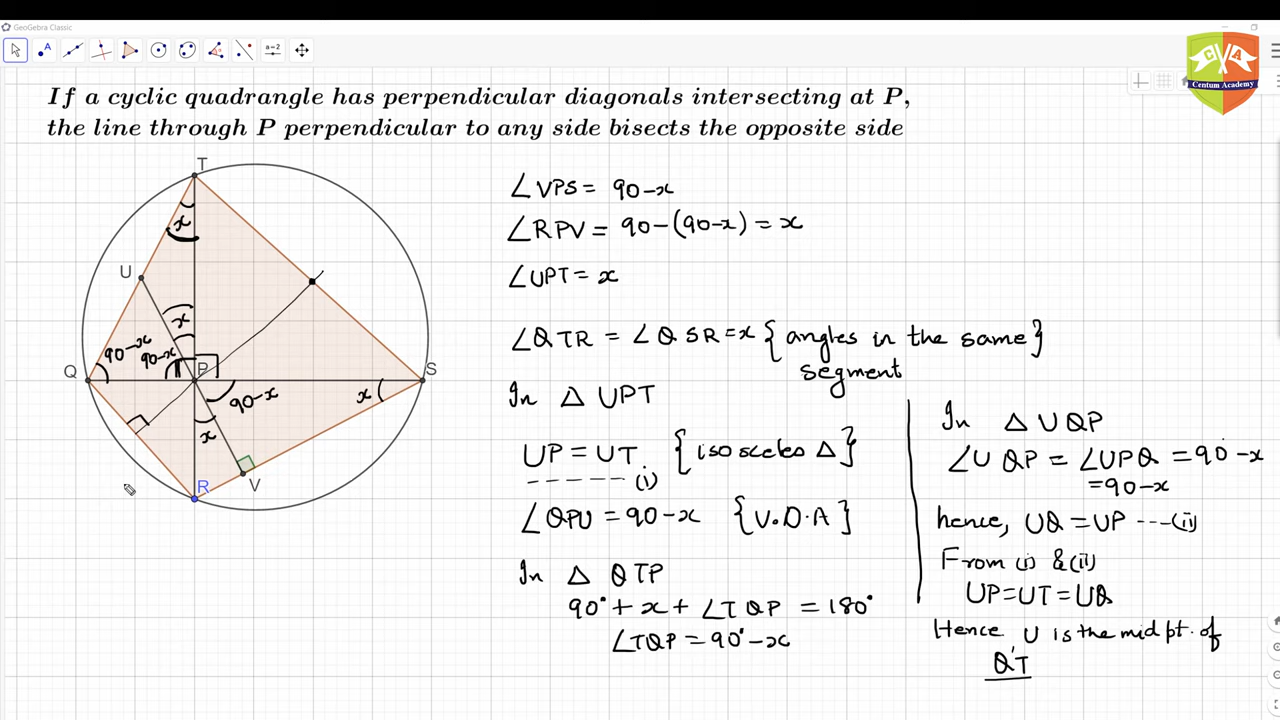 GeoGebra Classic
A
a=2
C A
Centum Academy
If a cyclic quadrangle has perpendicular diagonals intersecting at P,
the line through P perpendicular to any side bisects the opposite side
T
x
U
x
90-x
90-x
Q
P
S
90-x
x
x
R
V
∠VPS = 90-x
∠RPV = 90-(90-x) = x
∠UPT = x
∠QTR = ∠QSR = x {angles in the same}
segment
In △ UPT
UP = UT {isosceles △}
------ (i)
∠QPU = 90-x {V.O.A}
In △ QTP
90° + x + ∠TQP = 180°
∠TQP = 90° - x
In △ UQP
∠UQP = ∠UPQ = 90-x
= 90-x
hence, UQ = UP ---(ii)
From (i) & (ii)
UP = UT = UQ
Hence U is the mid pt. of
QT